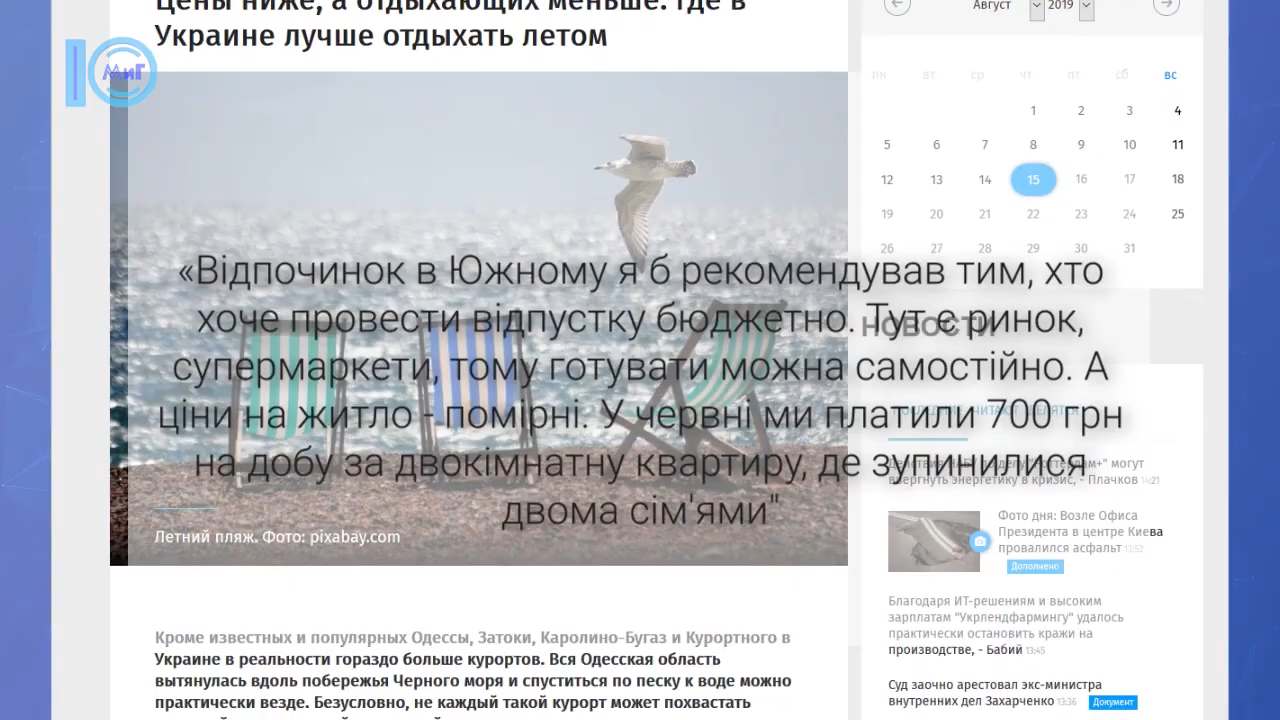 Цены ниже, а отдыхающих меньше. Где в
Украине лучше отдыхать летом
МиГ
Август 2019
пн вт ср чт пт сб вс
1 2 3 4
5 6 7 8 9 10 11
12 13 14 15 16 17 18
19 20 21 22 23 24 25
26 27 28 29 30 31
«Відпочинок в Южному я б рекомендував тим, хто
хоче провести відпустку бюджетно. Тут є ринок,
супермаркети, тому готувати можна самостійно. А
ціни на житло - помірні. У червні ми платили 700 грн
на добу за двокімнатну квартиру, де зупинилися
двома сім'ями"
Летний пляж. Фото: pixabay.com
Кроме известных и популярных Одессы, Затоки, Каролино-Бугаз и Курортного в
Украине в реальности гораздо больше курортов. Вся Одесская область
вытянулась вдоль побережья Черного моря и спуститься по песку к воде можно
практически везде. Безусловно, не каждый такой курорт может похвастать
НОВОСТИ
ЧИТАЮТ
могут
ввергнуть энергетику в кризис, - Плачков 14:21
Фото дня: Возле Офиса
Президента в центре Киева
провалился асфальт 13:52
Дополнено
Благодаря ИТ-решениям и высоким
зарплатам "Укрлендфармингу" удалось
практически остановить кражи на
производстве, - Бабий 13:45
Суд заочно арестовал экс-министра
внутренних дел Захарченко 13:36 Документ